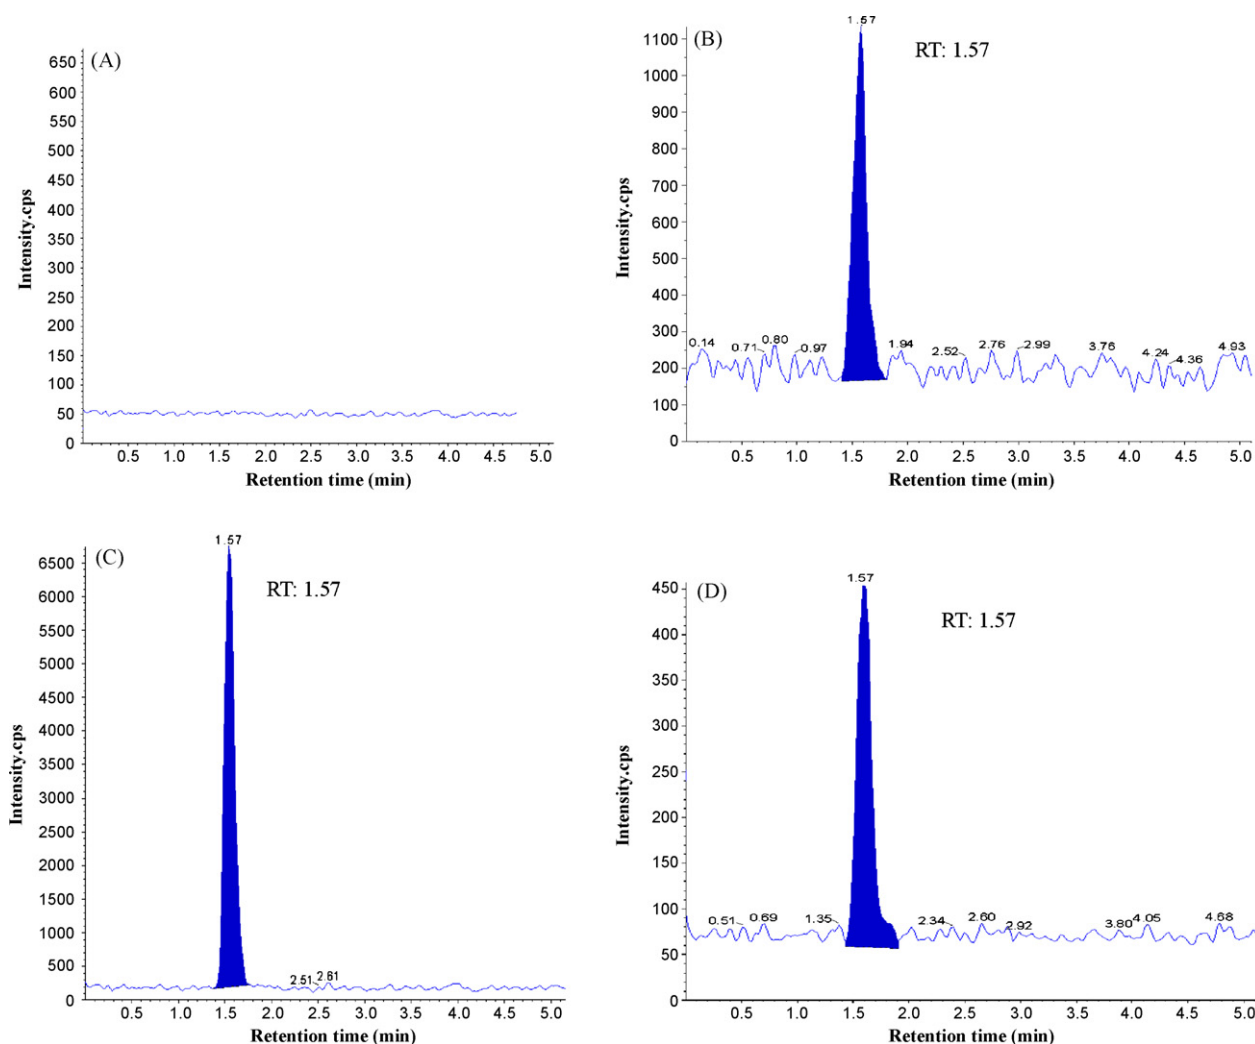 (A)
650
600
550
500
450
400
350
300
250
200
150
100
50
0
Intensity.cps
0.5 1.0 1.5 2.0 2.5 3.0 3.5 4.0 4.5 5.0
Retention time (min)
(B)
1.57
RT: 1.57
1100
1000
900
800
700
600
500
400
300
200
100
0
Intensity.cps
0.14 0.71 0.80 0.97 1.94 2.52 2.76 2.99 3.76 4.24 4.36 4.93
0.5 1.0 1.5 2.0 2.5 3.0 3.5 4.0 4.5 5.0
Retention time (min)
(C)
1.57
RT: 1.57
6500
6000
5500
5000
4500
4000
3500
3000
2500
2000
1500
1000
500
0
Intensity.cps
2.51 2.61
0.5 1.0 1.5 2.0 2.5 3.0 3.5 4.0 4.5 5.0
Retention time (min)
(D)
1.57
RT: 1.57
450
400
350
300
250
200
150
100
50
0
Intensity.cps
0.51 0.69 1.35 2.34 2.60 2.92 3.80 4.05 4.68
0.5 1.0 1.5 2.0 2.5 3.0 3.5 4.0 4.5 5.0
Retention time (min)